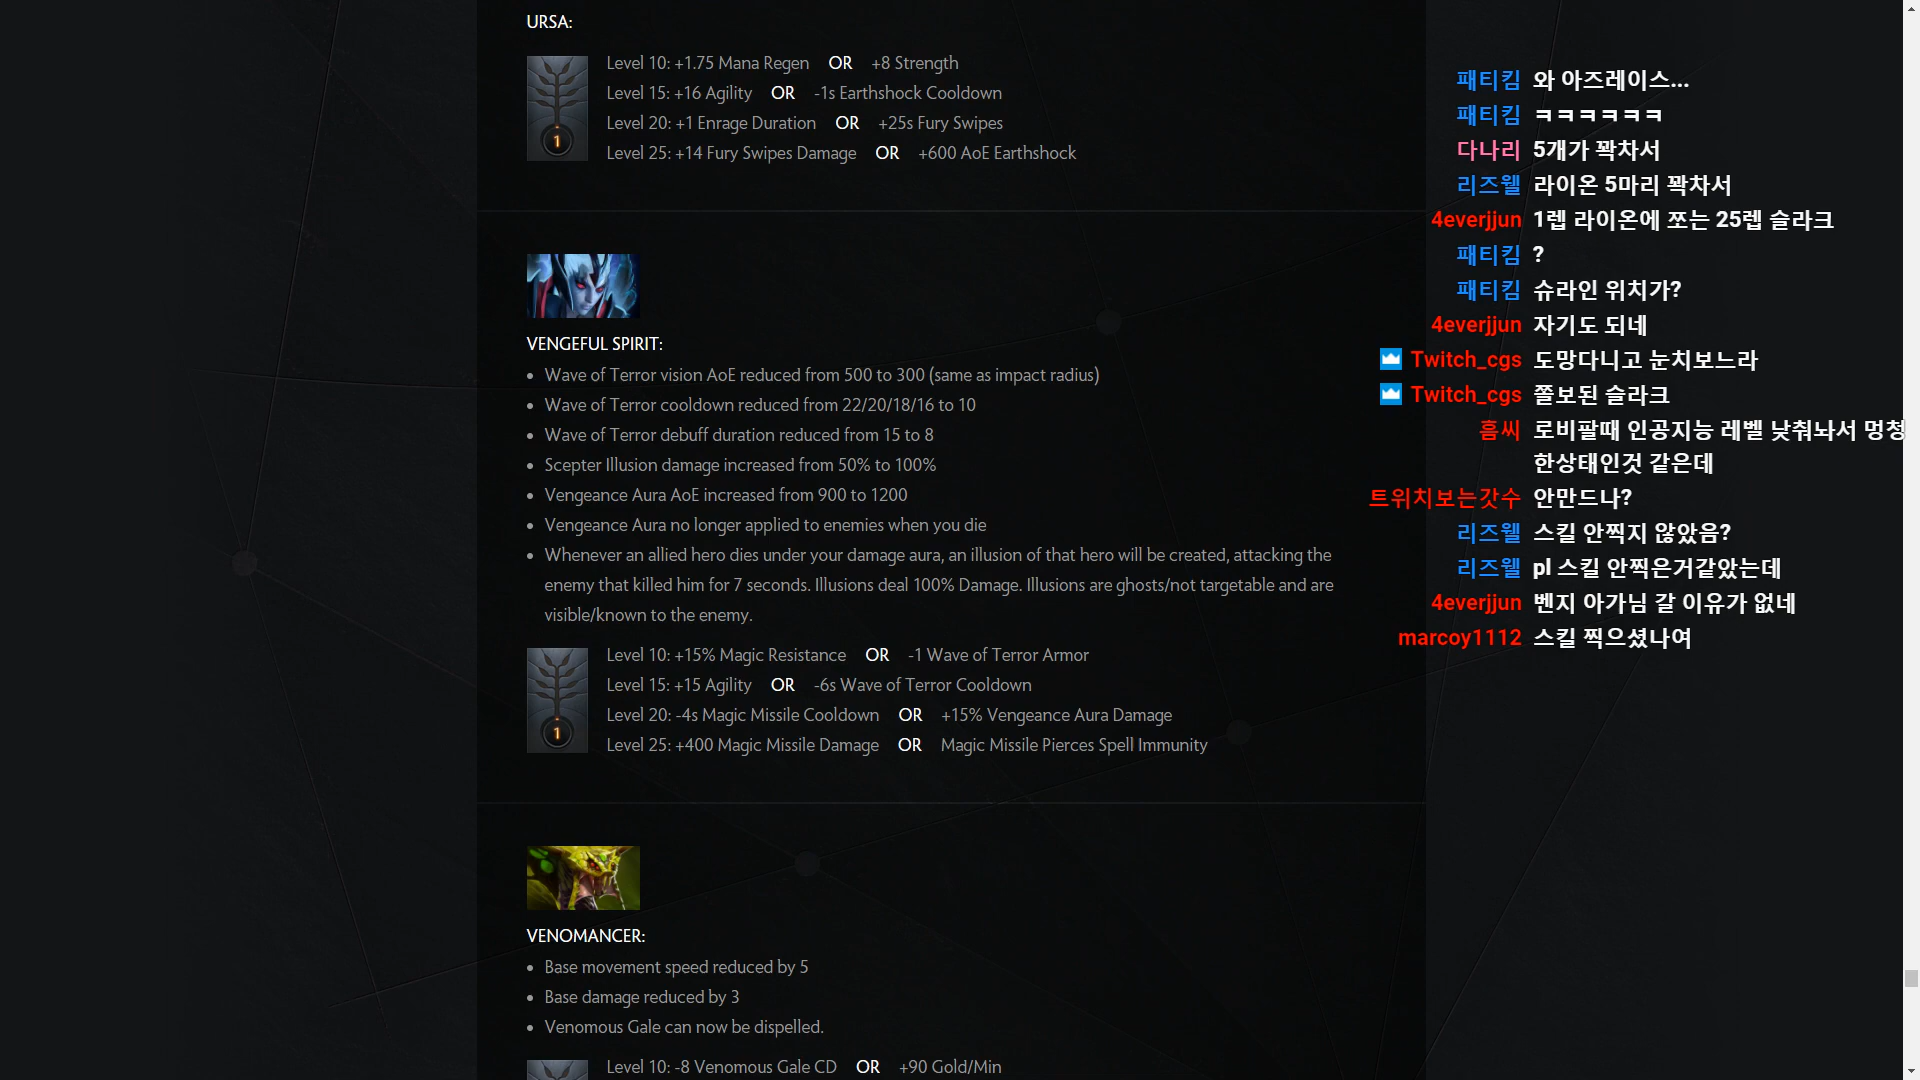 URSA:
Level 10: +1.75 Mana Regen OR +8 Strength
Level 15: +16 Agility OR -1s Earthshock Cooldown
Level 20: +1 Enrage Duration OR +25s Fury Swipes
Level 25: +14 Fury Swipes Damage OR +600 AoE Earthshock
1
VENGEFUL SPIRIT:
Wave of Terror vision AoE reduced from 500 to 300 (same as impact radius)
Wave of Terror cooldown reduced from 22/20/18/16 to 10
Wave of Terror debuff duration reduced from 15 to 8
Scepter Illusion damage increased from 50% to 100%
Vengeance Aura AoE increased from 900 to 1200
Vengeance Aura no longer applied to enemies when you die
Whenever an allied hero dies under your damage aura, an illusion of that hero will be created, attacking the
enemy that killed him for 7 seconds. Illusions deal 100% Damage. Illusions are ghosts/not targetable and are
visible/known to the enemy.
Level 10: +15% Magic Resistance OR -1 Wave of Terror Armor
Level 15: +15 Agility OR -6s Wave of Terror Cooldown
Level 20: -4s Magic Missile Cooldown OR +15% Vengeance Aura Damage
Level 25: +400 Magic Missile Damage OR Magic Missile Pierces Spell Immunity
1
VENOMANCER:
Base movement speed reduced by 5
Base damage reduced by 3
Venomous Gale can now be dispelled.
Level 10: -8 Venomous Gale CD OR +90 Gold/Min
패티킴 와 아즈레이스...
패티킴 ㅋㅋㅋㅋㅋㅋ
다나리 5개가 꽉차서
리즈웰 라이온 5마리 꽉차서
4everjjun 1렙 라이온에 쪼는 25렙 슬라크
패티킴 ?
패티킴 슈라인 위치가?
4everjjun 자기도 되네
Twitch_cgs 도망다니고 눈치보느라
Twitch_cgs 쫄보된 슬라크
흠씨 로비팔때 인공지능 레벨 낮춰놔서 멍청
한상태인것 같은데
트위치보는갓수 안만드나?
리즈웰 스킬 안찍지 않았음?
리즈웰 pl 스킬 안찍은거같았는데
4everjjun 벤지 아가님 갈 이유가 없네
marcoy1112 스킬 찍으셨나여